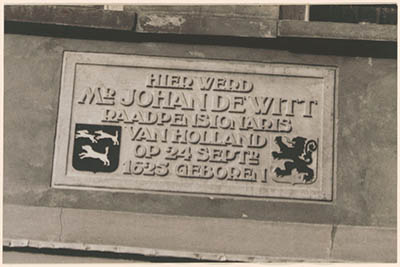 HIER WERD
MR JOHAN DE WITT
RAADPENSIONARIS
VAN HOLLAND
OP 24 SEPTR
1625 GEBOREN